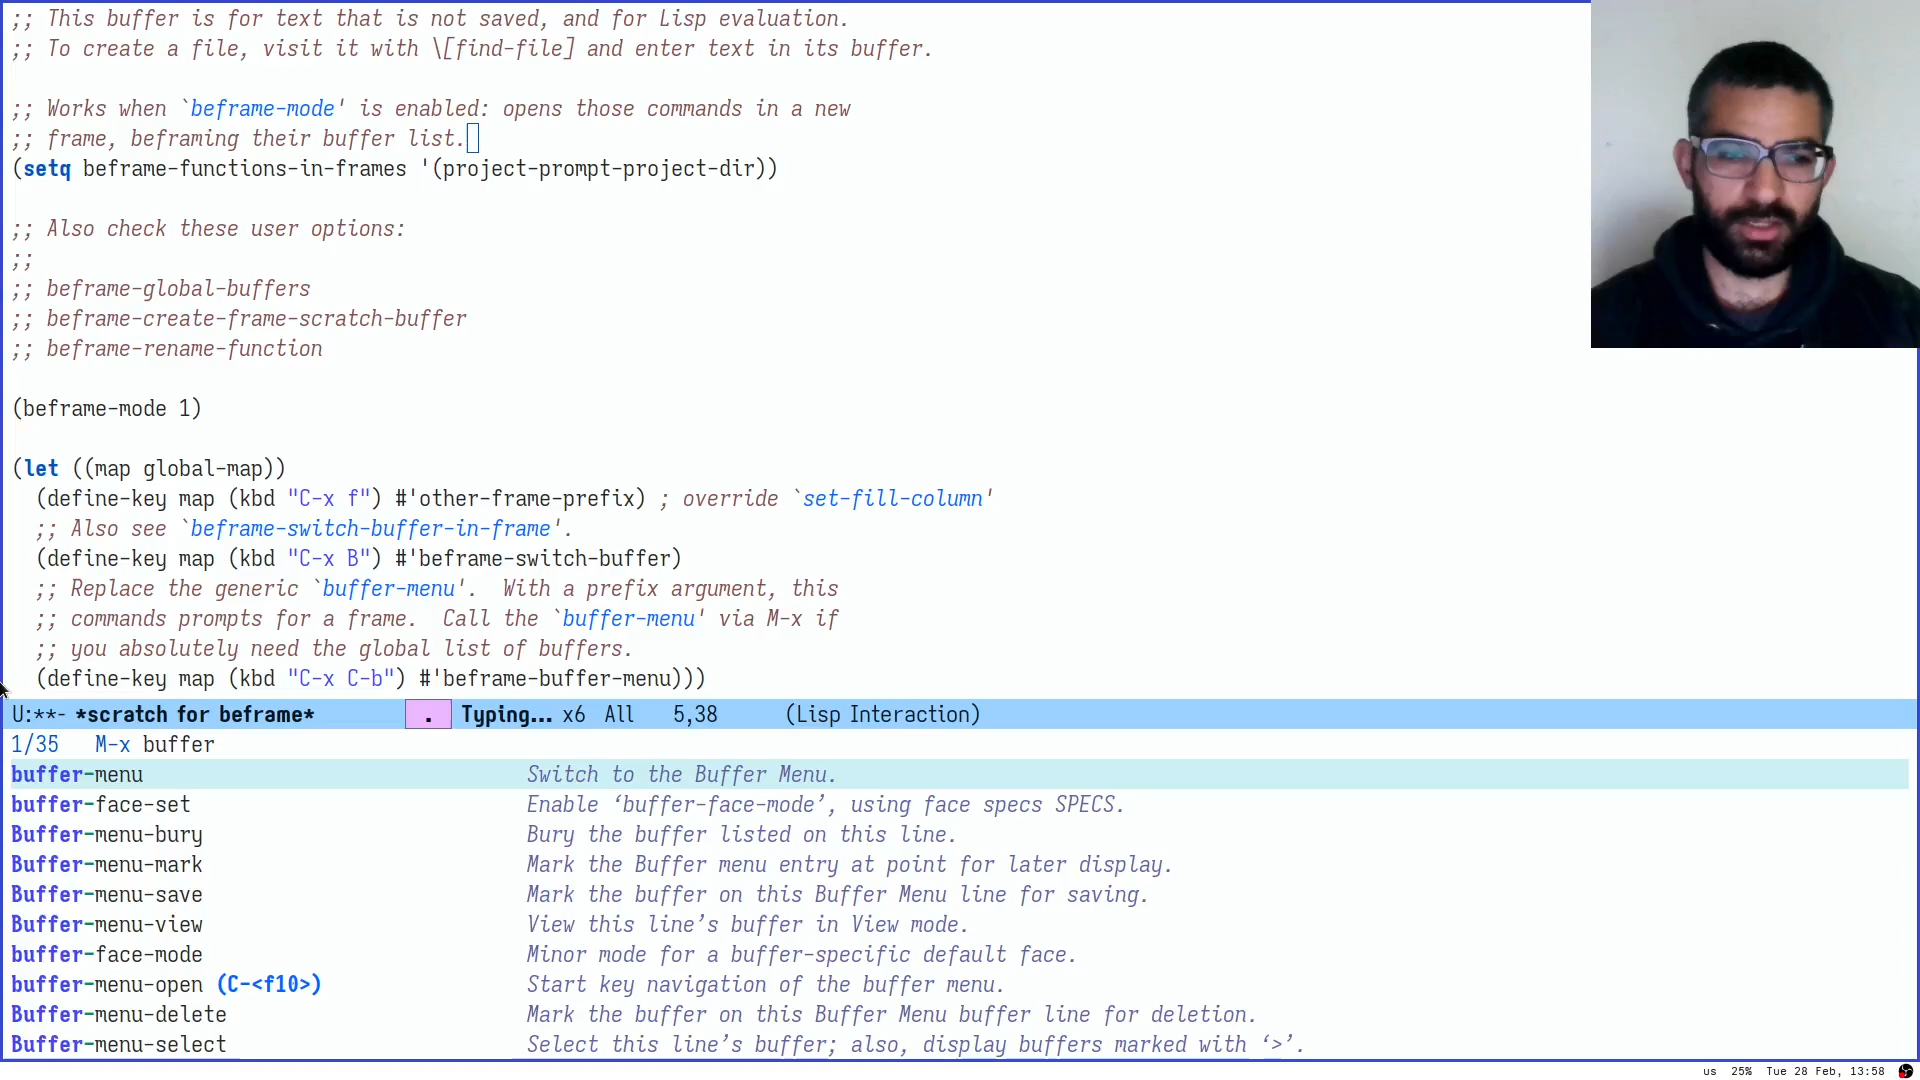 ;; This buffer is for text that is not saved, and for Lisp evaluation.
;; To create a file, visit it with \[find-file] and enter text in its buffer.
;; Works when `beframe-mode' is enabled: opens those commands in a new
;; frame, beframing their buffer list.
(setq beframe-functions-in-frames '(project-prompt-project-dir))
;; Also check these user options:
;;
;; beframe-global-buffers
;; beframe-create-frame-scratch-buffer
;; beframe-rename-function
(beframe-mode 1)
(let ((map global-map))
(define-key map (kbd "C-x f") #'other-frame-prefix) ; override `set-fill-column'
;; Also see `beframe-switch-buffer-in-frame'.
(define-key map (kbd "C-x B") #'beframe-switch-buffer)
;; Replace the generic `buffer-menu'.  With a prefix argument, this
;; commands prompts for a frame.  Call the `buffer-menu' via M-x if
;; you absolutely need the global list of buffers.
(define-key map (kbd "C-x C-b") #'beframe-buffer-menu)))
U:**- *scratch for beframe* . Typing... x6 All 5,38 (Lisp Interaction)
1/35 M-x buffer
buffer-menu Switch to the Buffer Menu.
buffer-face-set Enable ‘buffer-face-mode’, using face specs SPECS.
Buffer-menu-bury Bury the buffer listed on this line.
Buffer-menu-mark Mark the Buffer menu entry at point for later display.
Buffer-menu-save Mark the buffer on this Buffer Menu line for saving.
Buffer-menu-view View this line’s buffer in View mode.
buffer-face-mode Minor mode for a buffer-specific default face.
buffer-menu-open (C-<f10>) Start key navigation of the buffer menu.
Buffer-menu-delete Mark the buffer on this Buffer Menu buffer line for deletion.
Buffer-menu-select Select this line’s buffer; also, display buffers marked with ‘>’.
us 25% Tue 28 Feb, 13:58